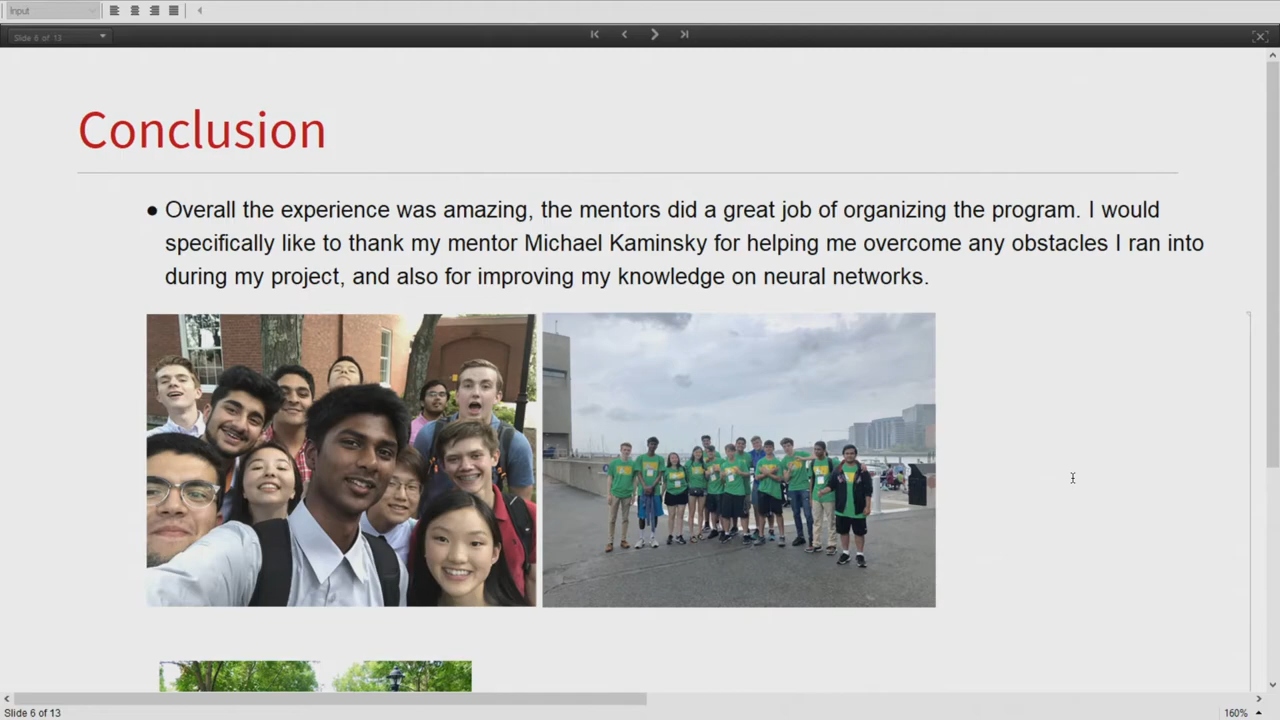 Input
Slide 6 of 13
Conclusion
● Overall the experience was amazing, the mentors did a great job of organizing the program. I would
specifically like to thank my mentor Michael Kaminsky for helping me overcome any obstacles I ran into
during my project, and also for improving my knowledge on neural networks.
Slide 6 of 13
160%